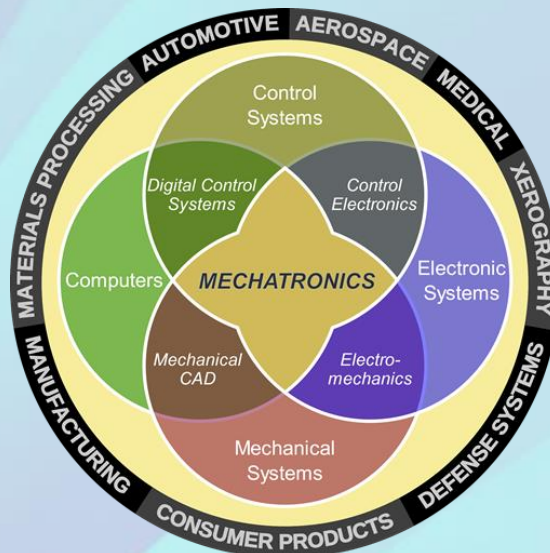 AUTOMOTIVE
AEROSPACE
MEDICAL
XEROGRAPHY
DEFENSE SYSTEMS
CONSUMER PRODUCTS
MANUFACTURING
MATERIALS PROCESSING
Control
Systems
Digital Control
Systems
Control
Electronics
Computers
MECHATRONICS
Electronic
Systems
Mechanical
CAD
Electro-
mechanics
Mechanical
Systems